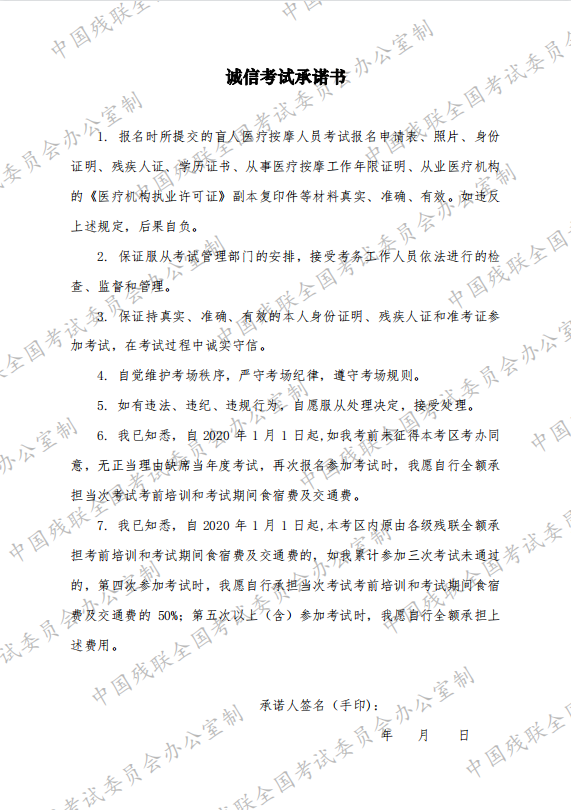 诚信考试承诺书
1. 报名时所提交的盲人医疗按摩人员考试报名申请表、照片、身份
证明、残疾人证、学历证书、从事医疗按摩工作年限证明、从业医疗机构
的《医疗机构执业许可证》副本复印件等材料真实、准确、有效。如违反
上述规定，后果自负。
2. 保证服从考试管理部门的安排，接受考务工作人员依法进行的检
查、监督和管理。
3. 保证持真实、准确、有效的本人身份证明、残疾人证和准考证参
加考试，在考试过程中诚实守信。
4. 自觉维护考场秩序，严守考场纪律，遵守考场规则。
5. 如有违法、违纪、违规行为，自愿服从处理决定，接受处理。
6. 我已知悉，自 2020 年 1 月 1 日起,如我考前未征得本考区考办同
意，无正当理由缺席当年度考试，再次报名参加考试时，我愿自行全额承
担当次考试考前培训和考试期间食宿费及交通费。
7. 我已知悉，自 2020 年 1 月 1 日起,本考区内原由各级残联全额承
担考前培训和考试期间食宿费及交通费的，如我累计参加三次考试未通过
的，第四次参加考试时，我愿自行承担当次考试考前培训和考试期间食宿
费及交通费的 50%；第五次以上（含）参加考试时，我愿自行全额承担上
述费用。
承诺人签名（手印）：
年 月 日
中国残联全国考试委员会办公室制